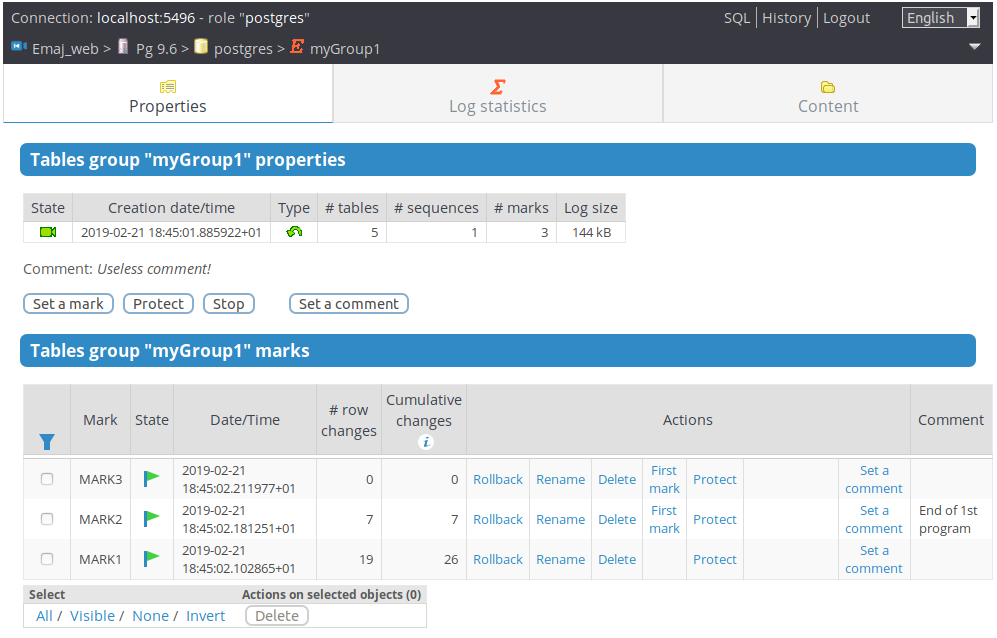 Connection: localhost:5496 - role "postgres"
SQL History Logout English
Emaj_web > Pg 9.6 > postgres > E myGroup1
Properties
Log statistics
Content
Tables group "myGroup1" properties
State Creation date/time Type # tables # sequences # marks Log size
2019-02-21 18:45:01.885922+01 5 1 3 144 kB
Comment: Useless comment!
Set a mark Protect Stop Set a comment
Tables group "myGroup1" marks
Mark State Date/Time # row changes Cumulative changes i Actions Comment
MARK3 2019-02-21 18:45:02.211977+01 0 0 Rollback Rename Delete First mark Protect Set a comment
MARK2 2019-02-21 18:45:02.181251+01 7 7 Rollback Rename Delete First mark Protect Set a comment End of 1st program
MARK1 2019-02-21 18:45:02.102865+01 19 26 Rollback Rename Delete Protect Set a comment
Select Actions on selected objects (0)
All / Visible / None / Invert Delete